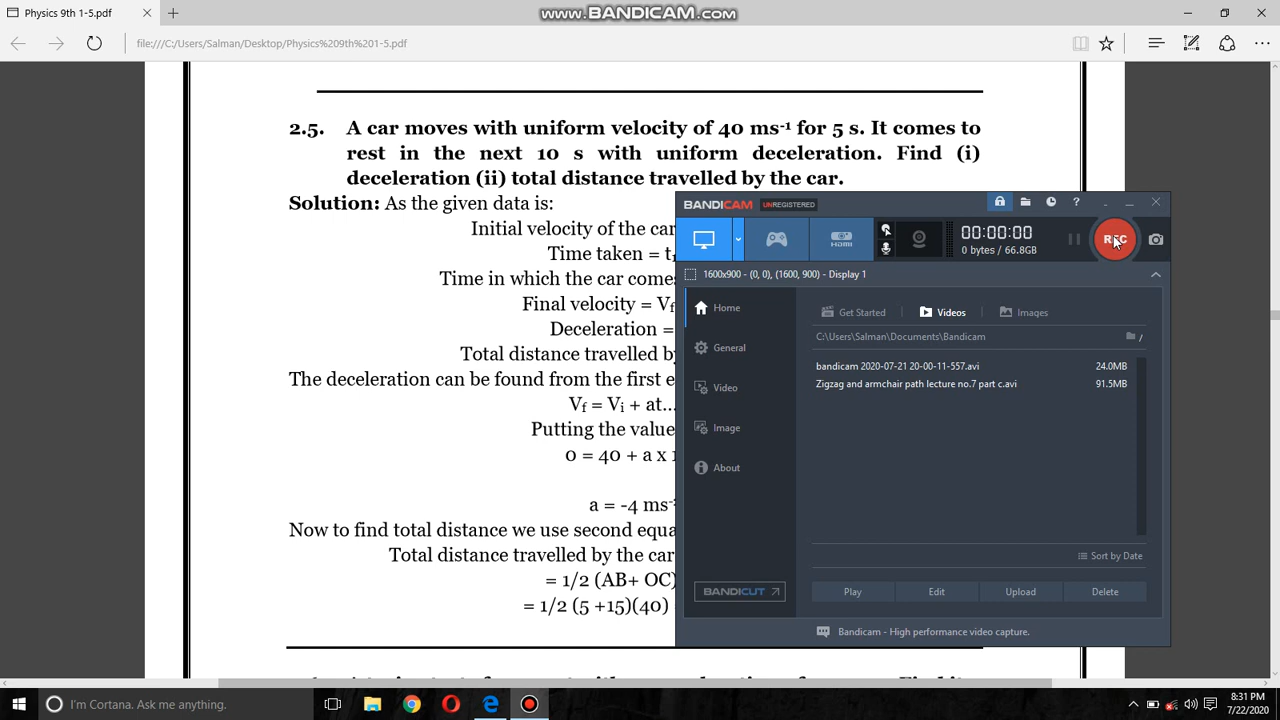 Physics 9th 1-5.pdf
www.BANDICAM.com
file:///C:/Users/Salman/Desktop/Physics%209th%201-5.pdf
2.5. A car moves with uniform velocity of 40 ms-1 for 5 s. It comes to
rest in the next 10 s with uniform deceleration. Find (i)
deceleration (ii) total distance travelled by the car.
Solution: As the given data is:
Initial velocity of the car
Time taken = t1
Time in which the car comes
Final velocity = Vf
Deceleration =
Total distance travelled by
The deceleration can be found from the first e
Vf = Vi + at...
Putting the value
0 = 40 + a x
a = -4 ms-2
Now to find total distance we use second equa
Total distance travelled by the car
= 1/2 (AB+ OC)
= 1/2 (5 +15)(40)
BANDICAM UNREGISTERED
HDMI
00:00:00
0 bytes / 66.8GB
REC
1600x900 - (0, 0), (1600, 900) - Display 1
Home
General
Video
Image
About
BANDICUT
Get Started
Videos
Images
C:\Users\Salman\Documents\Bandicam
/
bandicam 2020-07-21 20-00-11-557.avi 24.0MB
Zigzag and armchair path lecture no.7 part c.avi 91.5MB
Sort by Date
Play Edit Upload Delete
Bandicam - High performance video capture.
I'm Cortana. Ask me anything.
8:31 PM
7/22/2020